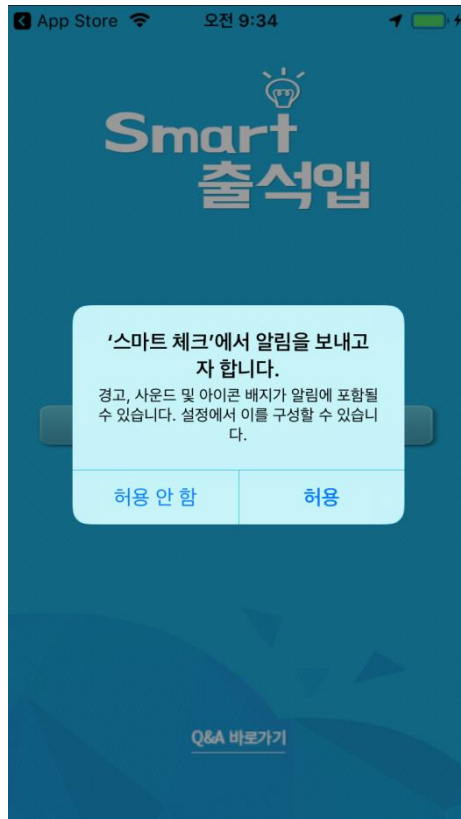 App Store 오전 9:34
Smart
출석앱
‘스마트 체크’에서 알림을 보내고
자 합니다.
경고, 사운드 및 아이콘 배지가 알림에 포함될
수 있습니다. 설정에서 이를 구성할 수 있습니
다.
허용 안 함 허용
Q&A 바로가기